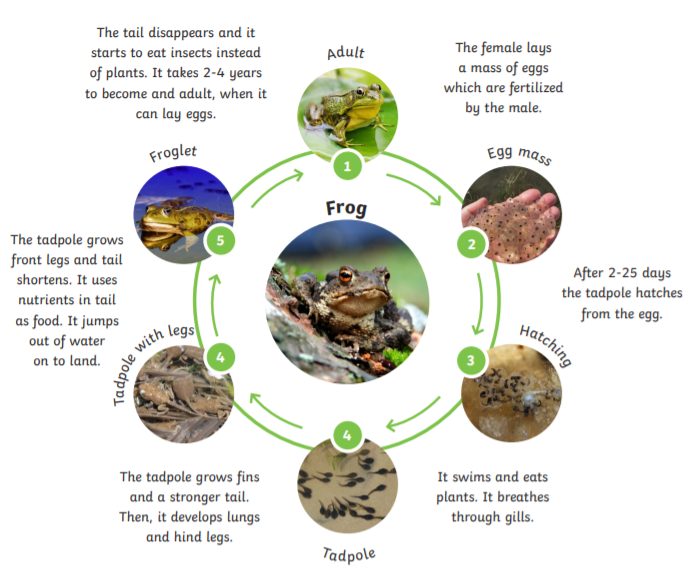 Adult
1
The female lays
a mass of eggs
which are fertilized
by the male.
Egg mass
2
After 2-25 days
the tadpole hatches
from the egg.
Hatching
3
It swims and eats
plants. It breathes
through gills.
Tadpole
4
The tadpole grows fins
and a stronger tail.
Then, it develops lungs
and hind legs.
Tadpole with legs
4
The tadpole grows
front legs and tail
shortens. It uses
nutrients in tail
as food. It jumps
out of water
on to land.
Froglet
5
The tail disappears and it
starts to eat insects instead
of plants. It takes 2-4 years
to become and adult, when it
can lay eggs.
Frog